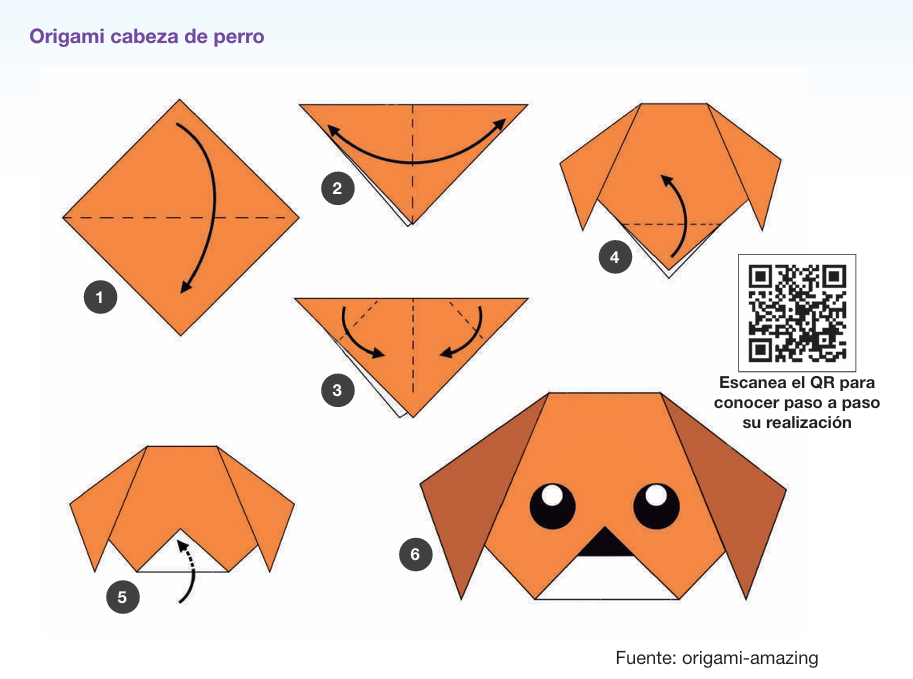 Origami cabeza de perro
1
2
3
4
5
6
Escanea el QR para
conocer paso a paso
su realización
Fuente: origami-amazing